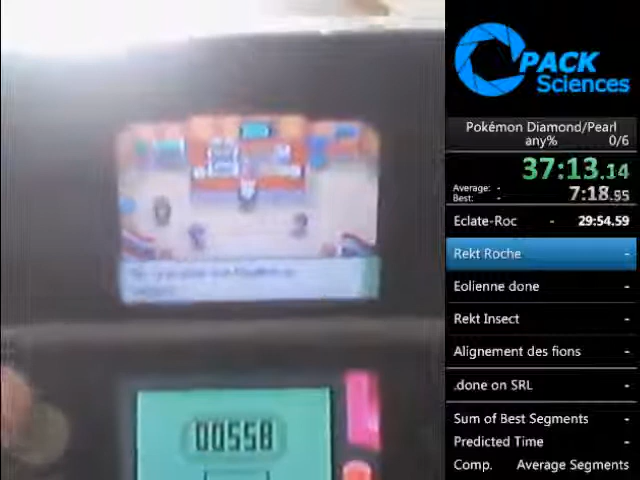 PACK
Sciences
Pokémon Diamond/Pearl
any% 0/6
37:13.14
Average: -
Best: - 7:18.55
Eclate-Roc - 29:54.59
Rekt Roche -
Eolienne done -
Rekt Insect -
Alignement des fions -
.done on SRL -
Sum of Best Segments -
Predicted Time -
Comp. Average Segments
00558